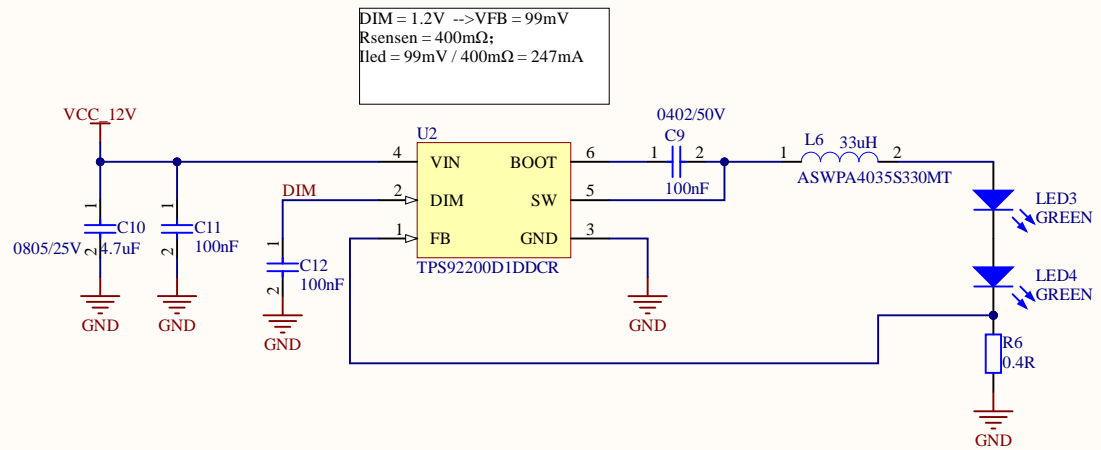 DIM = 1.2V  -->VFB = 99mV
Rsensen = 400mΩ;
Iled = 99mV / 400mΩ = 247mA
VCC_12V
U2
0402/50V
C9
L6
33uH
4
VIN
BOOT
6
1
2
1
2
100nF
ASWPA4035S330MT
DIM
2
DIM
SW
5
LED3
GREEN
1
1
C10
C11
0805/25V
4.7uF
100nF
2
2
1
FB
GND
3
1
C12
100nF
2
TPS92200D1DDCR
LED4
GREEN
GND
GND
GND
GND
R6
0.4R
GND